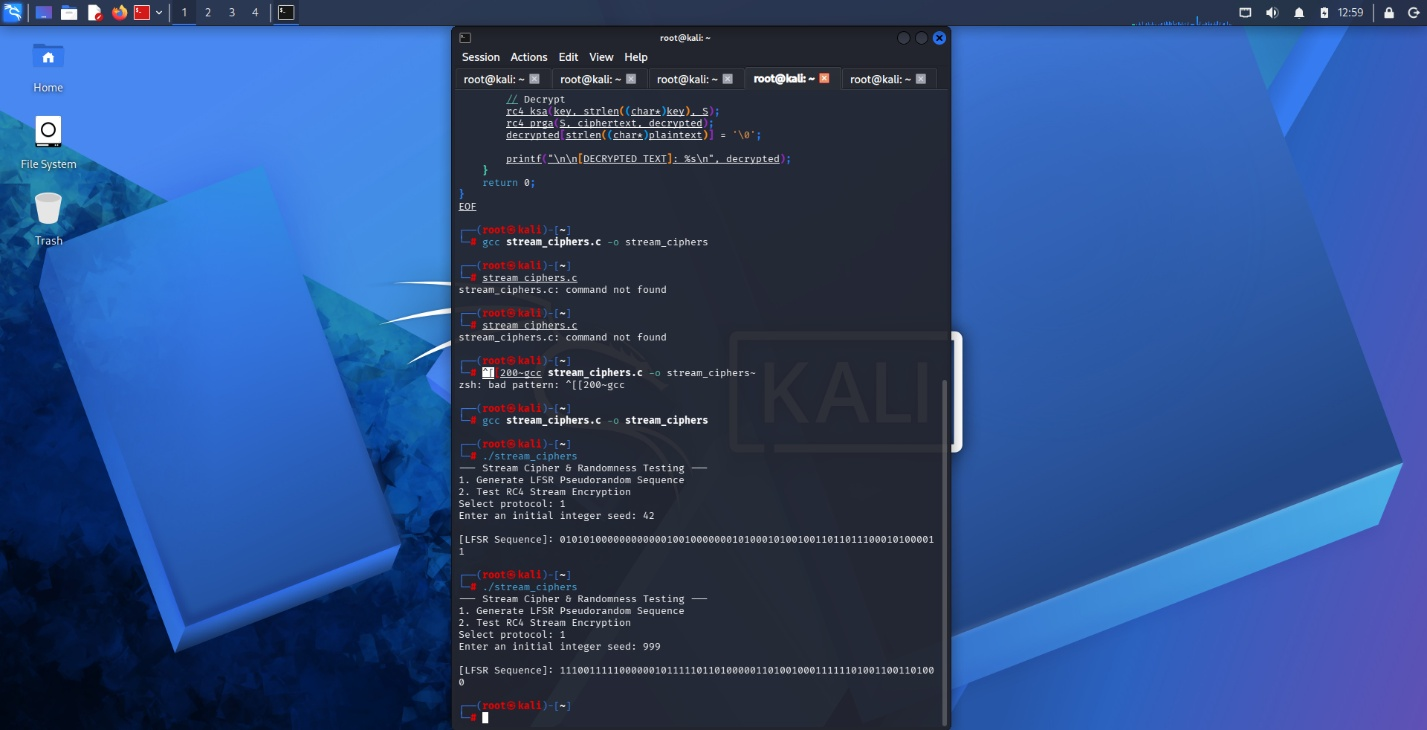 1 2 3 4
12:59
root@kali: ~
Session Actions Edit View Help
root@kali: ~ root@kali: ~ root@kali: ~ root@kali: ~ root@kali: ~
Home
File System
Trash
// Decrypt
rc4_ksa(key, strlen((char*)key), S);
rc4_prga(S, ciphertext, decrypted);
decrypted[strlen((char*)plaintext)] = '\0';
printf("\n\n[DECRYPTED TEXT]: %s\n", decrypted);
}
return 0;
}
EOF
┌──(root㉿kali)-[~]
└─# gcc stream_ciphers.c -o stream_ciphers
┌──(root㉿kali)-[~]
└─# stream_ciphers.c
stream_ciphers.c: command not found
┌──(root㉿kali)-[~]
└─# stream_ciphers.c
stream_ciphers.c: command not found
┌──(root㉿kali)-[~]
└─# ^[[200~gcc stream_ciphers.c -o stream_ciphers~
zsh: bad pattern: ^[[200~gcc
┌──(root㉿kali)-[~]
└─# gcc stream_ciphers.c -o stream_ciphers
┌──(root㉿kali)-[~]
└─# ./stream_ciphers
── Stream Cipher & Randomness Testing ──
1. Generate LFSR Pseudorandom Sequence
2. Test RC4 Stream Encryption
Select protocol: 1
Enter an initial integer seed: 42
[LFSR Sequence]: 010101000000000000100100000001010001010010011011011100010100001
1
┌──(root㉿kali)-[~]
└─# ./stream_ciphers
── Stream Cipher & Randomness Testing ──
1. Generate LFSR Pseudorandom Sequence
2. Test RC4 Stream Encryption
Select protocol: 1
Enter an initial integer seed: 999
[LFSR Sequence]: 111001111100000010111110110100000110100100011111101001100110100
0
┌──(root㉿kali)-[~]
└─#
KALI